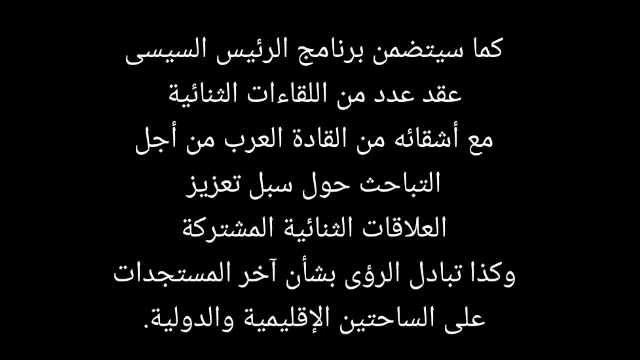 كما سيتضمن برنامج الرئيس السيسى
عقد عدد من اللقاءات الثنائية
مع أشقائه من القادة العرب من أجل
التباحث حول سبل تعزيز
العلاقات الثنائية المشتركة
وكذا تبادل الرؤى بشأن آخر المستجدات
على الساحتين الإقليمية والدولية.